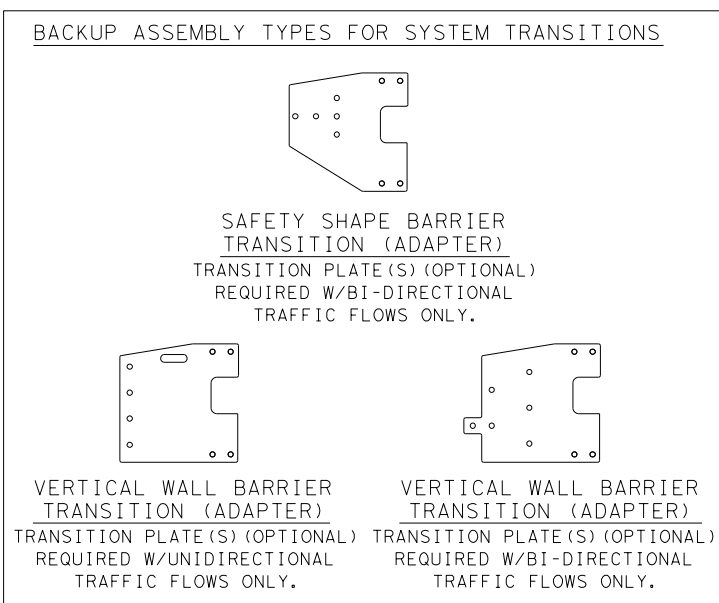 BACKUP ASSEMBLY TYPES FOR SYSTEM TRANSITIONS
SAFETY SHAPE BARRIER
TRANSITION (ADAPTER)
TRANSITION PLATE(S)(OPTIONAL)
REQUIRED W/BI-DIRECTIONAL
TRAFFIC FLOWS ONLY.
VERTICAL WALL BARRIER
TRANSITION (ADAPTER)
TRANSITION PLATE(S)(OPTIONAL)
REQUIRED W/UNIDIRECTIONAL
TRAFFIC FLOWS ONLY.
VERTICAL WALL BARRIER
TRANSITION (ADAPTER)
TRANSITION PLATE(S)(OPTIONAL)
REQUIRED W/BI-DIRECTIONAL
TRAFFIC FLOWS ONLY.